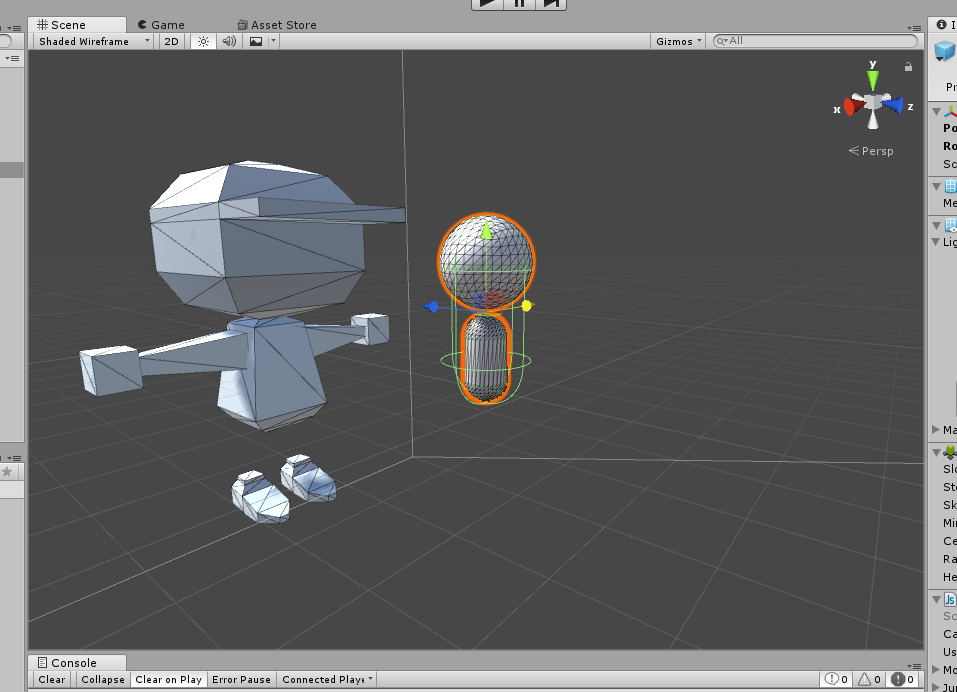 Scene Game Asset Store
Shaded Wireframe 2D Gizmos All
y
x z
Persp
Pr
Po
Ro
Sc
Me
Lig
Ma
Slo
Ste
Sk
Mi
Ce
Ra
He
Js
Sc
Ca
Us
Mo
Ju
Console
Clear Collapse Clear on Play Error Pause Connected Playe 0 0 0